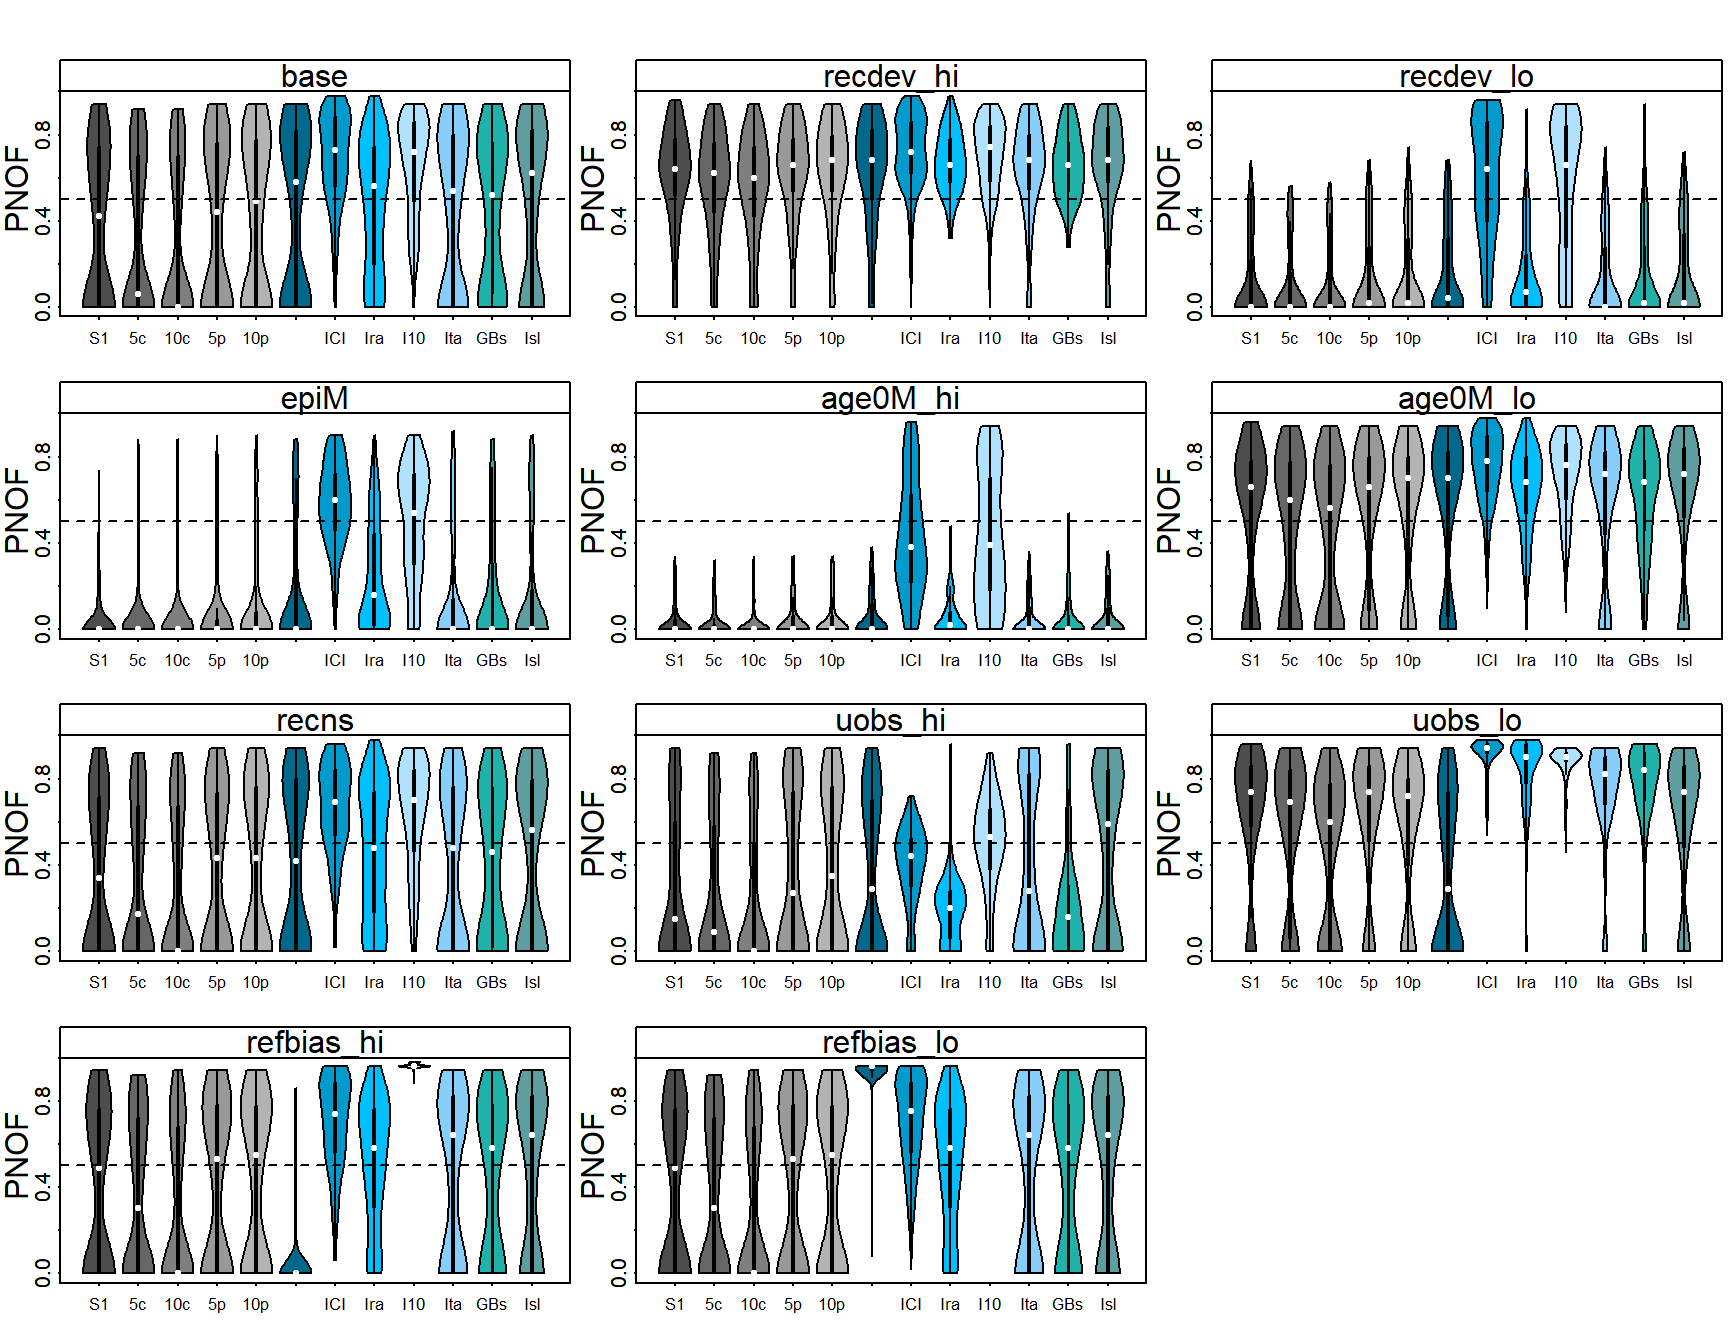 base
recdev_hi
recdev_lo
PNOF
0.8
0.4
0.0
PNOF
0.8
0.4
0.0
PNOF
0.8
0.4
0.0
S1 5c 10c 5p 10p ICI Ira I10 Ita GBs Isl
S1 5c 10c 5p 10p ICI Ira I10 Ita GBs Isl
S1 5c 10c 5p 10p ICI Ira I10 Ita GBs Isl
epiM
age0M_hi
age0M_lo
PNOF
0.8
0.4
0.0
PNOF
0.8
0.4
0.0
PNOF
0.8
0.4
0.0
S1 5c 10c 5p 10p ICI Ira I10 Ita GBs Isl
S1 5c 10c 5p 10p ICI Ira I10 Ita GBs Isl
S1 5c 10c 5p 10p ICI Ira I10 Ita GBs Isl
recns
uobs_hi
uobs_lo
PNOF
0.8
0.4
0.0
PNOF
0.8
0.4
0.0
PNOF
0.8
0.4
0.0
S1 5c 10c 5p 10p ICI Ira I10 Ita GBs Isl
S1 5c 10c 5p 10p ICI Ira I10 Ita GBs Isl
S1 5c 10c 5p 10p ICI Ira I10 Ita GBs Isl
refbias_hi
refbias_lo
PNOF
0.8
0.4
0.0
PNOF
0.8
0.4
0.0
S1 5c 10c 5p 10p ICI Ira I10 Ita GBs Isl
S1 5c 10c 5p 10p ICI Ira I10 Ita GBs Isl